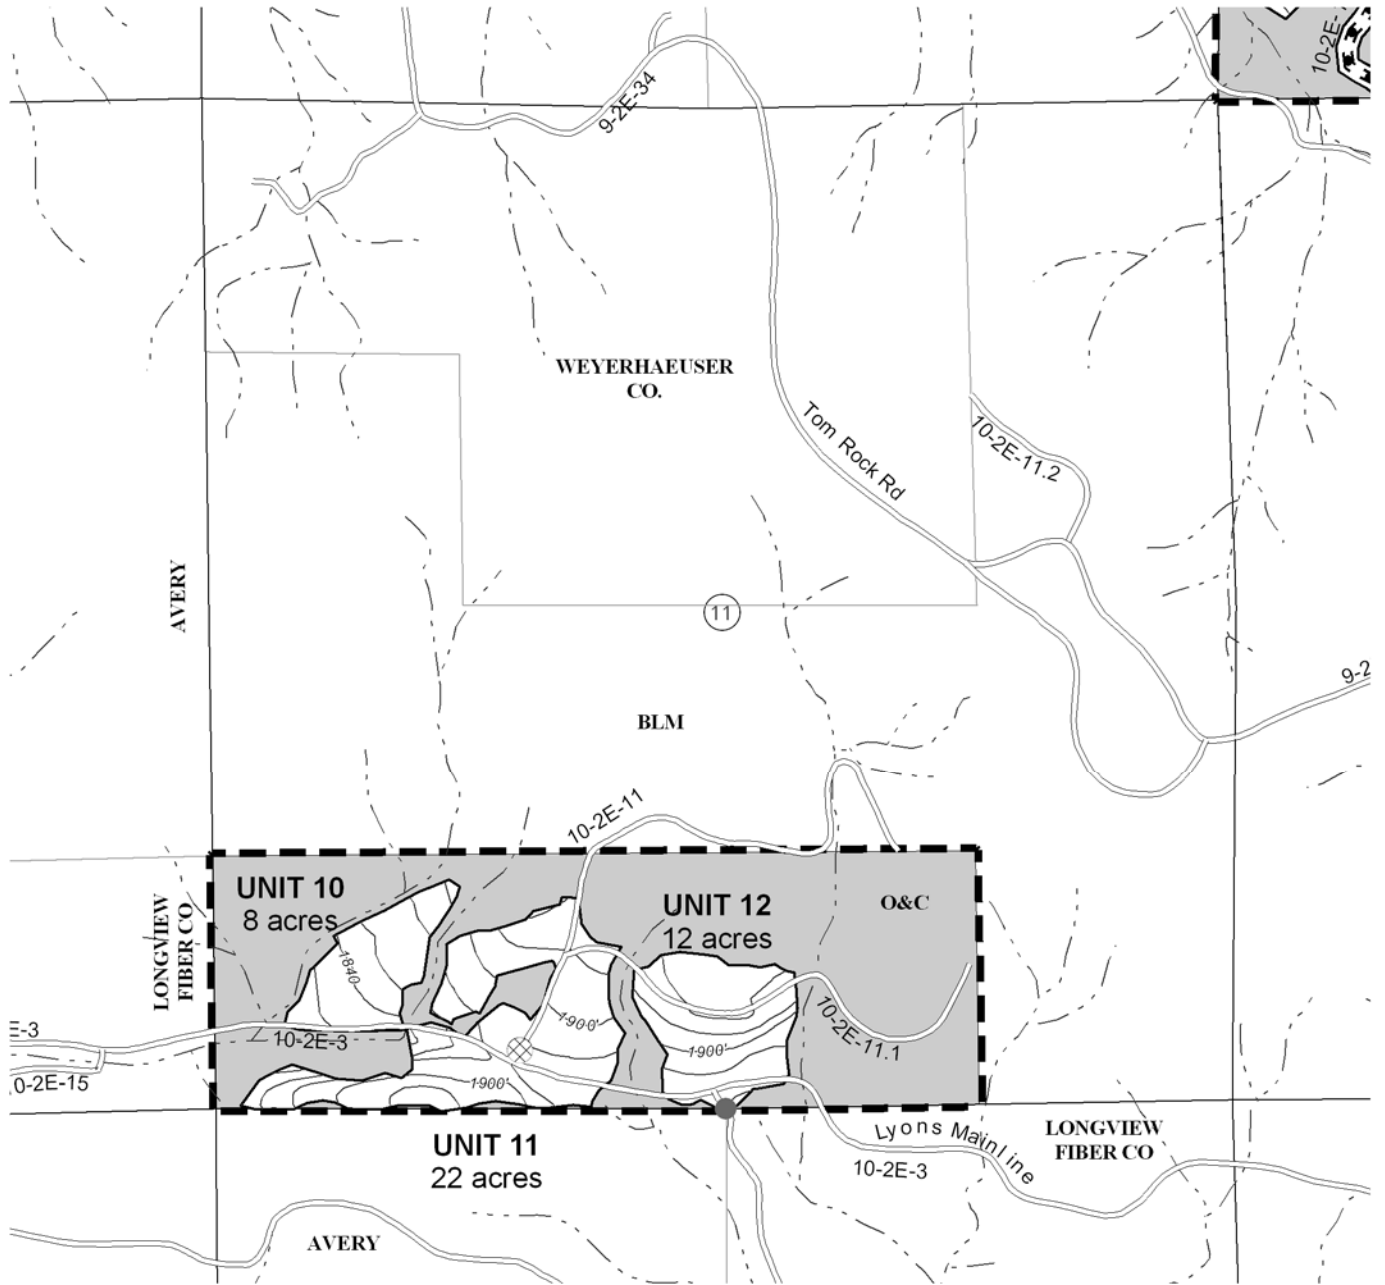 10-2E-
9-2E-34
WEYERHAEUSER
CO.
Tom Rock Rd
10-2E-11.2
AVERY
11
9-2
BLM
10-2E-11
UNIT 10
8 acres
UNIT 12
12 acres
O&C
LONGVIEW
FIBER CO
1840
1900'
10-2E-11.1
E-3
10-2E-3
1900'
0-2E-15
1900'
UNIT 11
22 acres
Lyons Mainline
10-2E-3
LONGVIEW
FIBER CO
AVERY